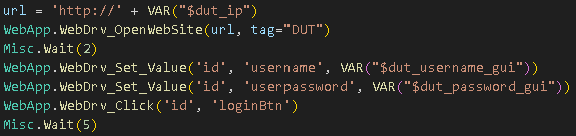 url = 'http://' + VAR("$dut_ip")
WebApp.WebDrv_OpenWebSite(url, tag="DUT")
Misc.Wait(2)
WebApp.WebDrv_Set_Value('id', 'username', VAR("$dut_username_gui"))
WebApp.WebDrv_Set_Value('id', 'userpassword', VAR("$dut_password_gui"))
WebApp.WebDrv_Click('id', 'loginBtn')
Misc.Wait(5)